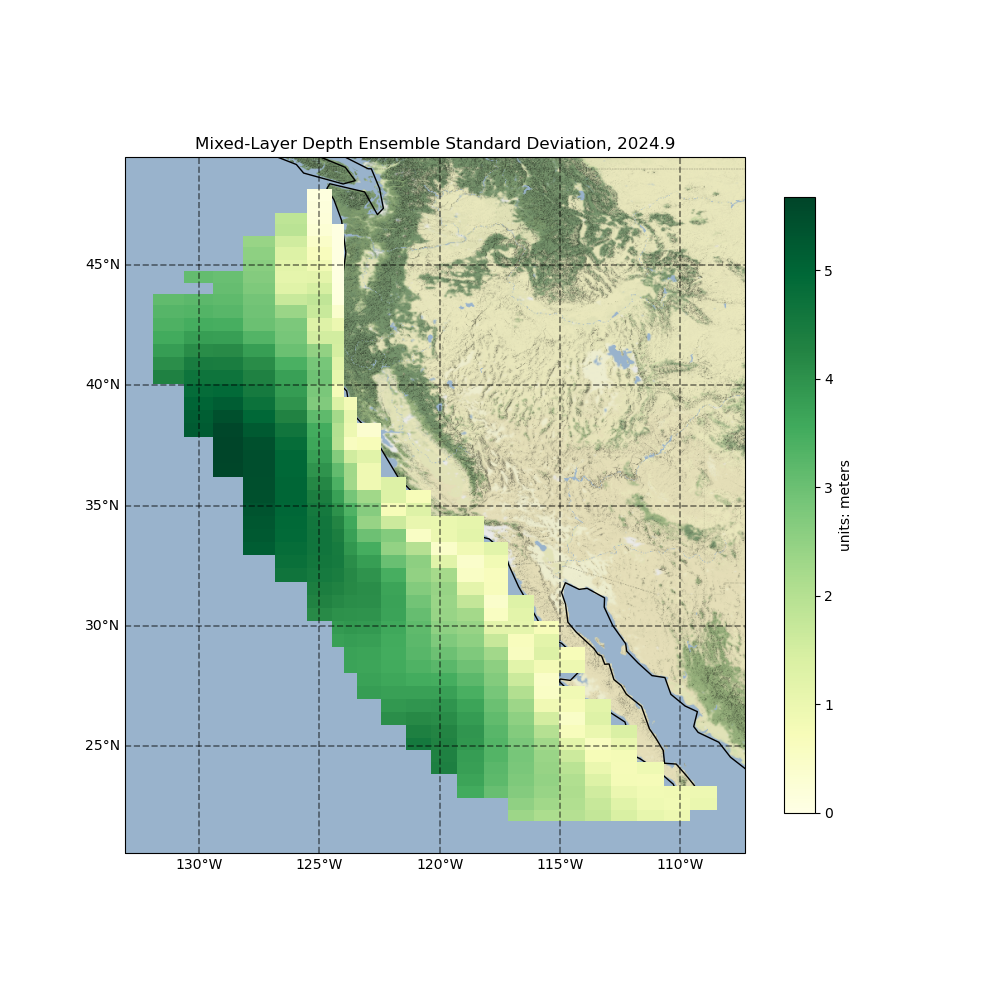 Mixed-Layer Depth Ensemble Standard Deviation, 2024.9
45°N
40°N
35°N
30°N
25°N
130°W
125°W
120°W
115°W
110°W
5
4
3
2
1
0
units: meters